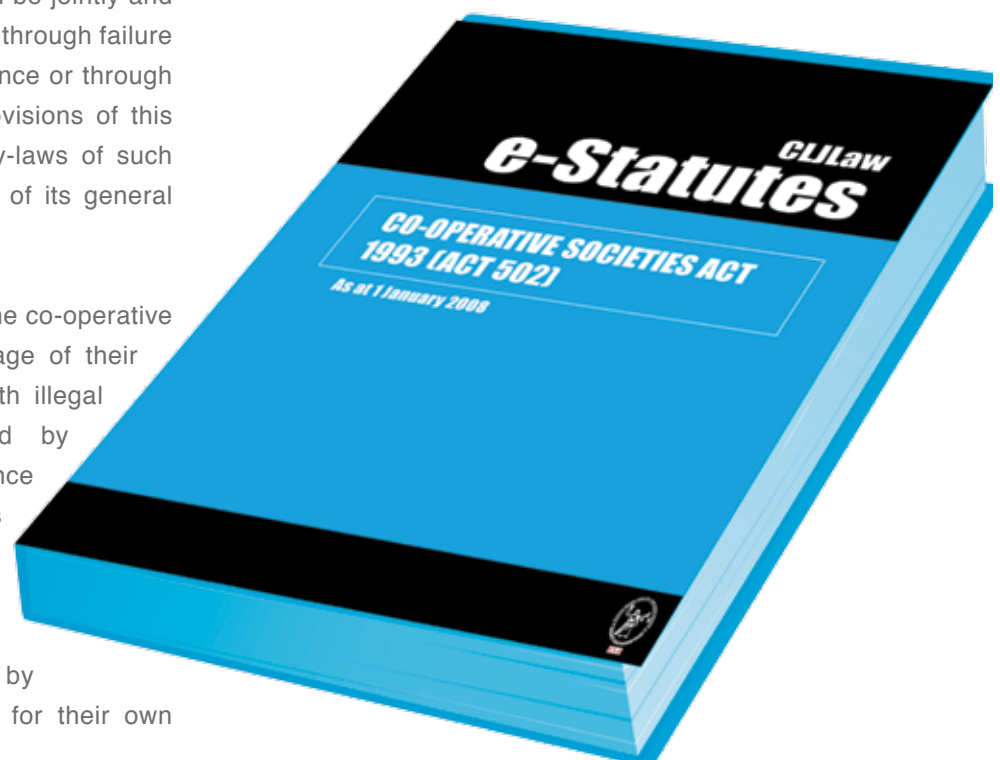 be jointly and
through failure
nce or through
ovisions of this
y-laws of such
of its general
ne co-operative
age of their
th illegal
d by
nce
by
for their own
CLJLaw
e-Statutes
CO-OPERATIVE SOCIETIES ACT
1993 (ACT 502)
As at 1 January 2008